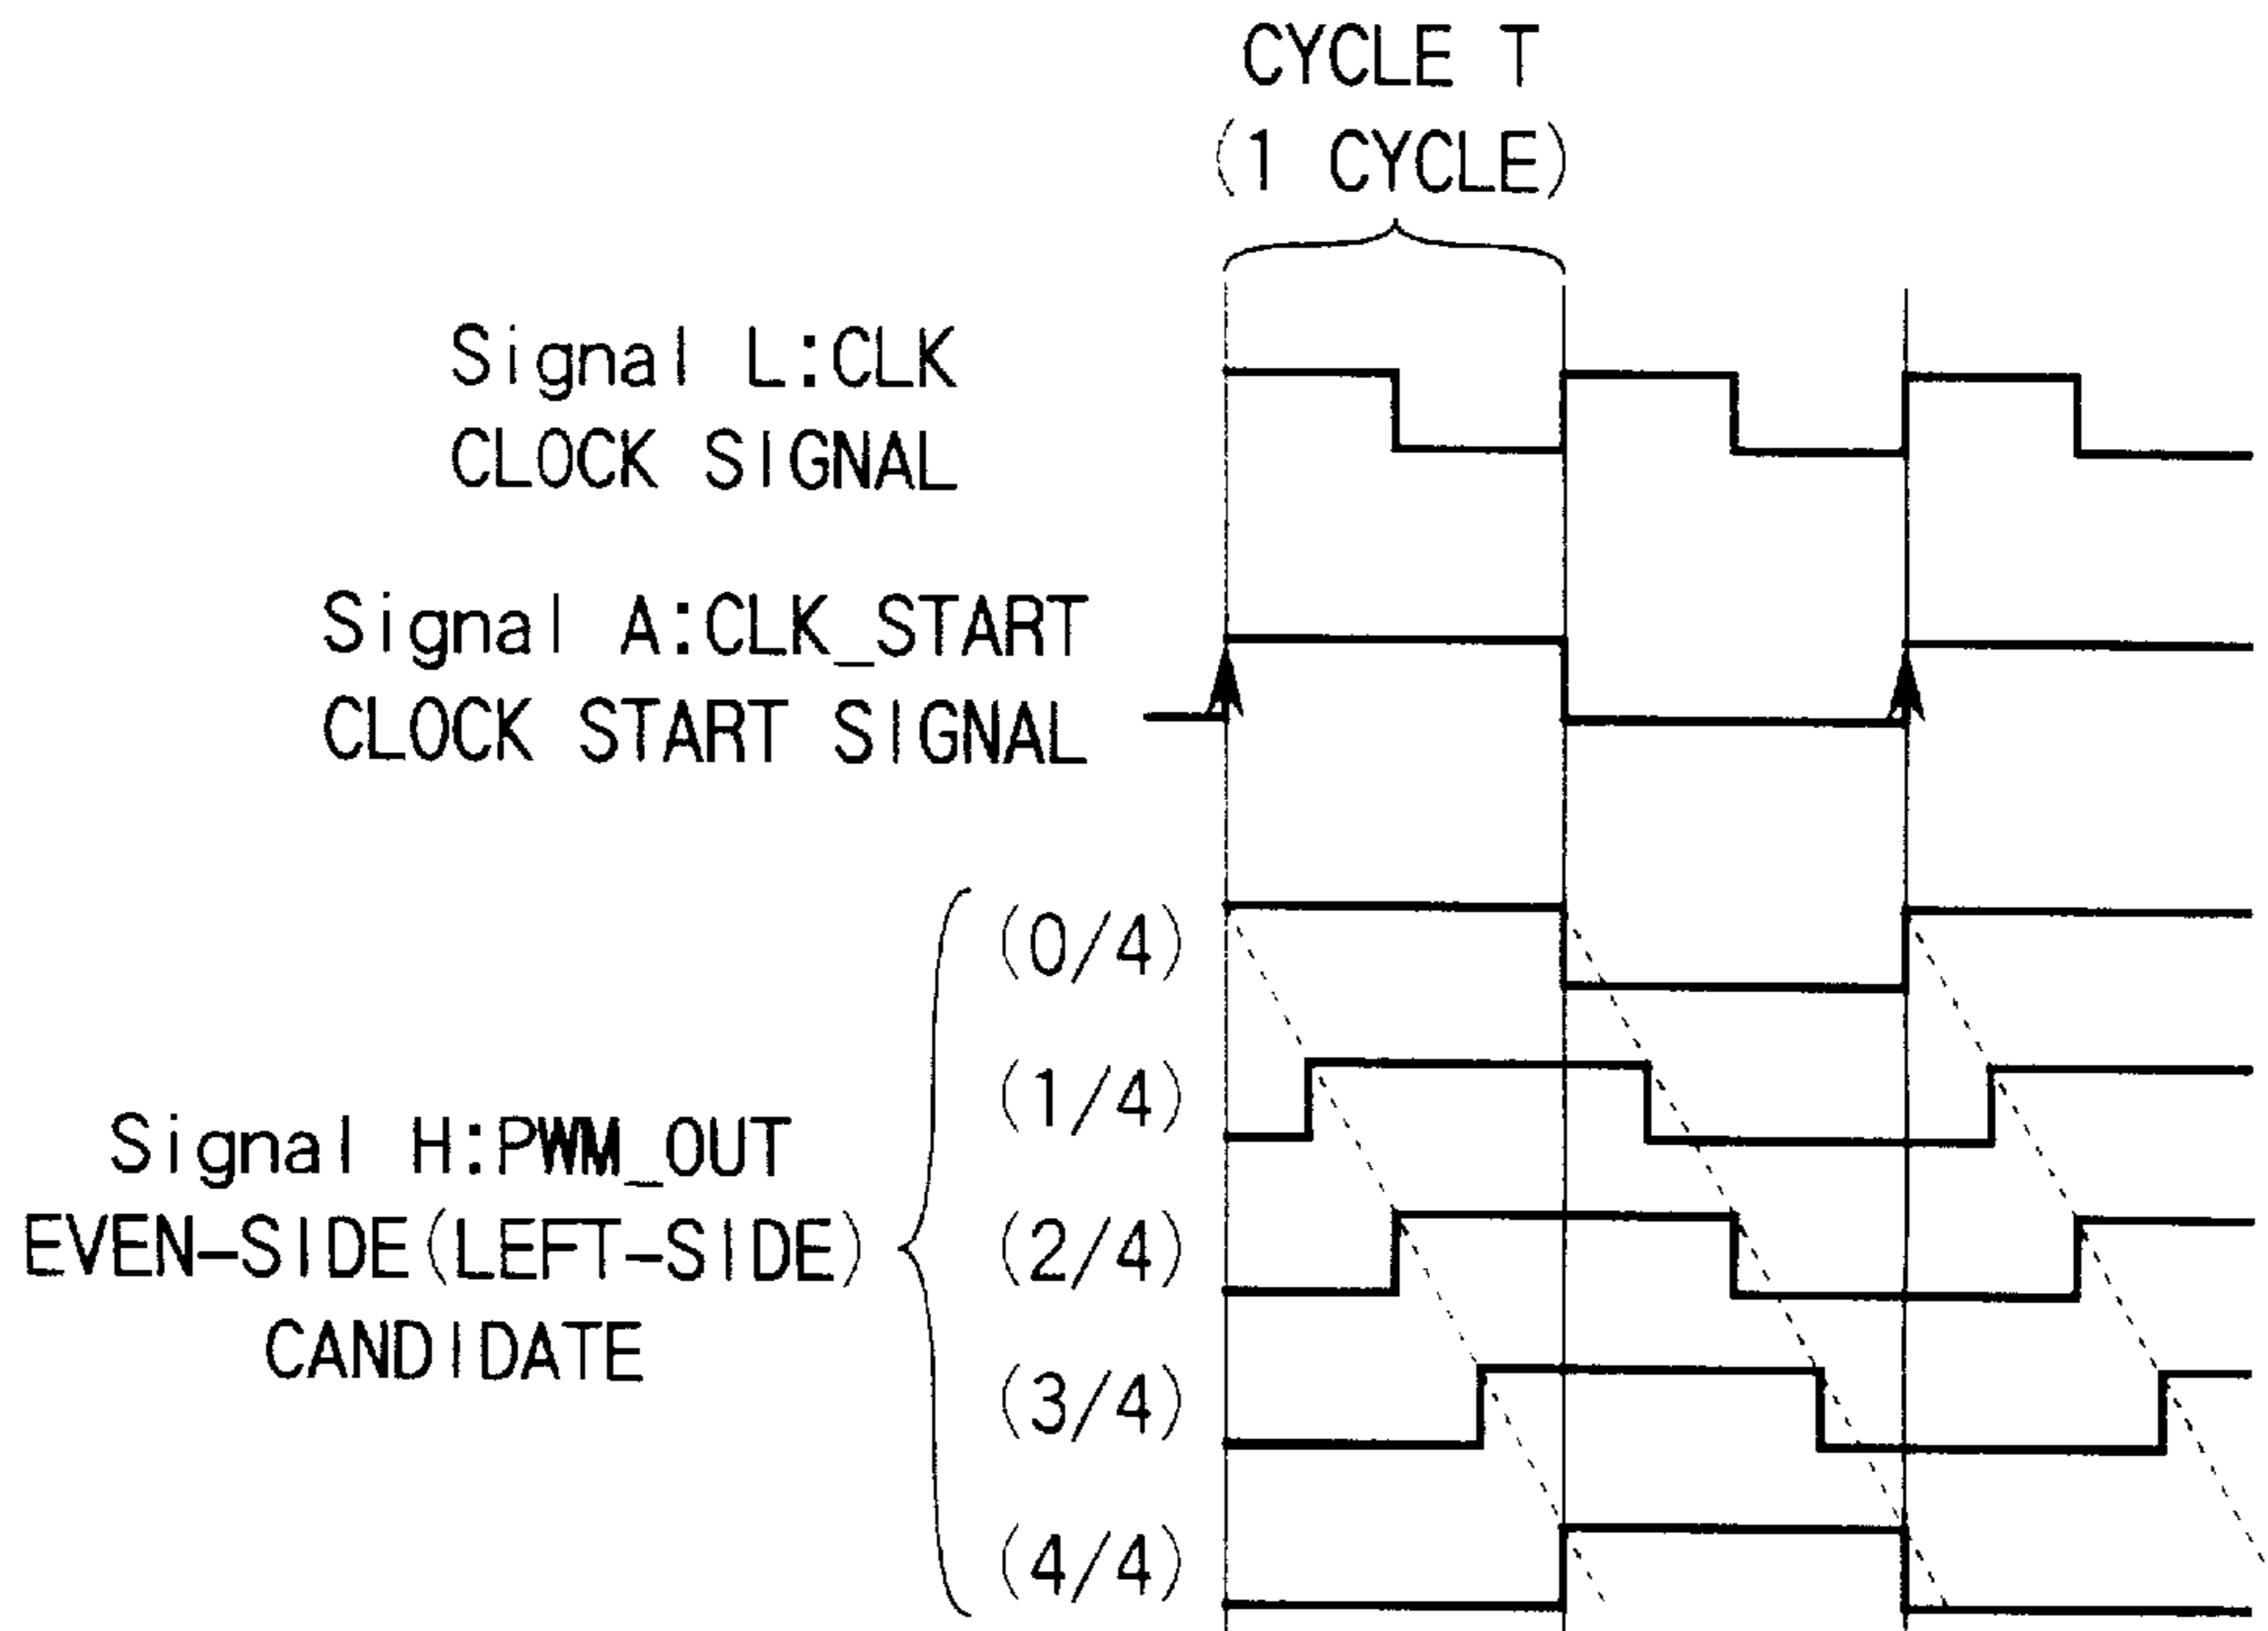 CYCLE T
(1 CYCLE)
Signal L:CLK
CLOCK SIGNAL
Signal A:CLK_START
CLOCK START SIGNAL
(0/4)
(1/4)
Signal H:PWM_OUT
EVEN-SIDE(LEFT-SIDE)
CANDIDATE
(2/4)
(3/4)
(4/4)